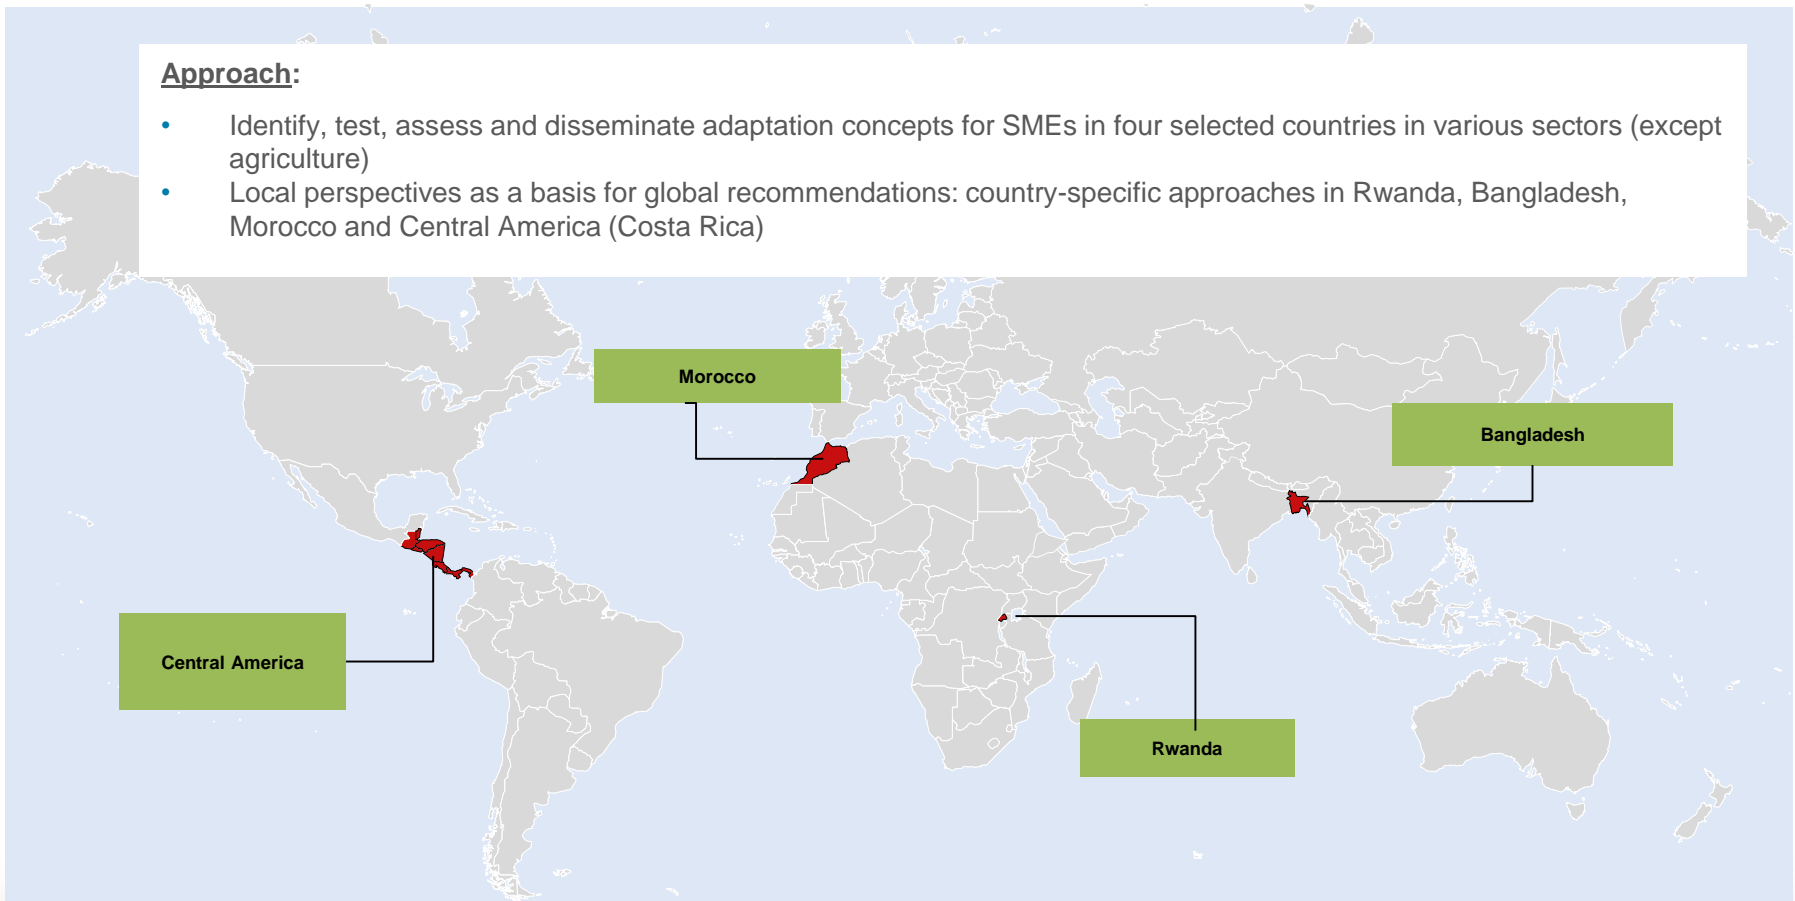 Approach:
• Identify, test, assess and disseminate adaptation concepts for SMEs in four selected countries in various sectors (except
agriculture)
• Local perspectives as a basis for global recommendations: country-specific approaches in Rwanda, Bangladesh,
Morocco and Central America (Costa Rica)
Morocco
Bangladesh
Central America
Rwanda